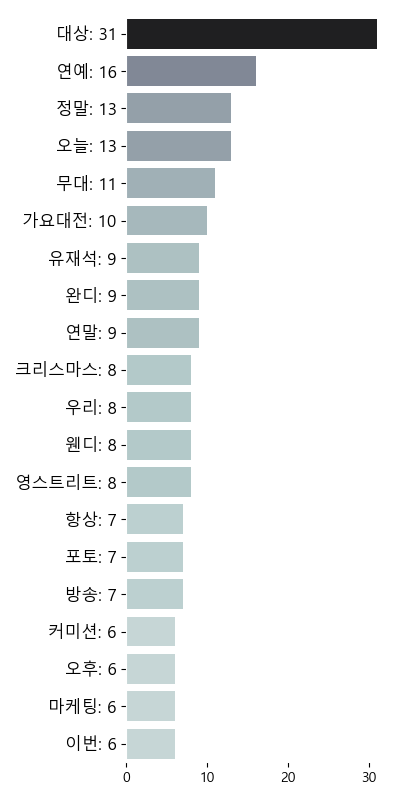 대상: 31
연예: 16
정말: 13
오늘: 13
무대: 11
가요대전: 10
유재석: 9
완디: 9
연말: 9
크리스마스: 8
우리: 8
웬디: 8
영스트리트: 8
항상: 7
포토: 7
방송: 7
커미션: 6
오후: 6
마케팅: 6
이번: 6
0 10 20 30